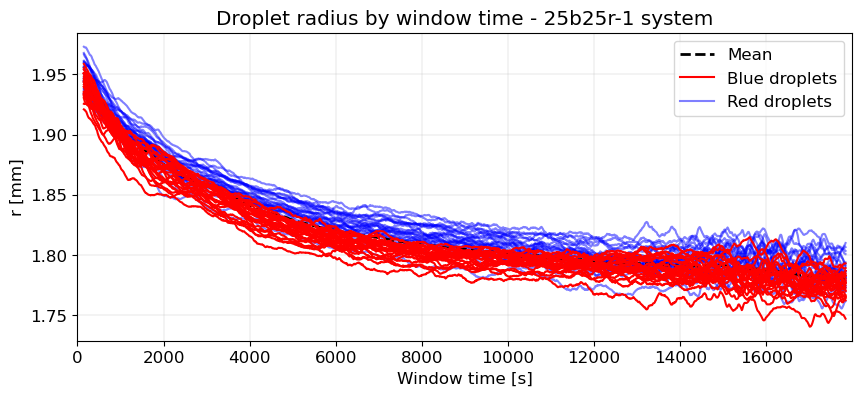 Droplet radius by window time - 25b25r-1 system
Mean
Blue droplets
Red droplets
r [mm]
1.95
1.90
1.85
1.80
1.75
0 2000 4000 6000 8000 10000 12000 14000 16000
Window time [s]